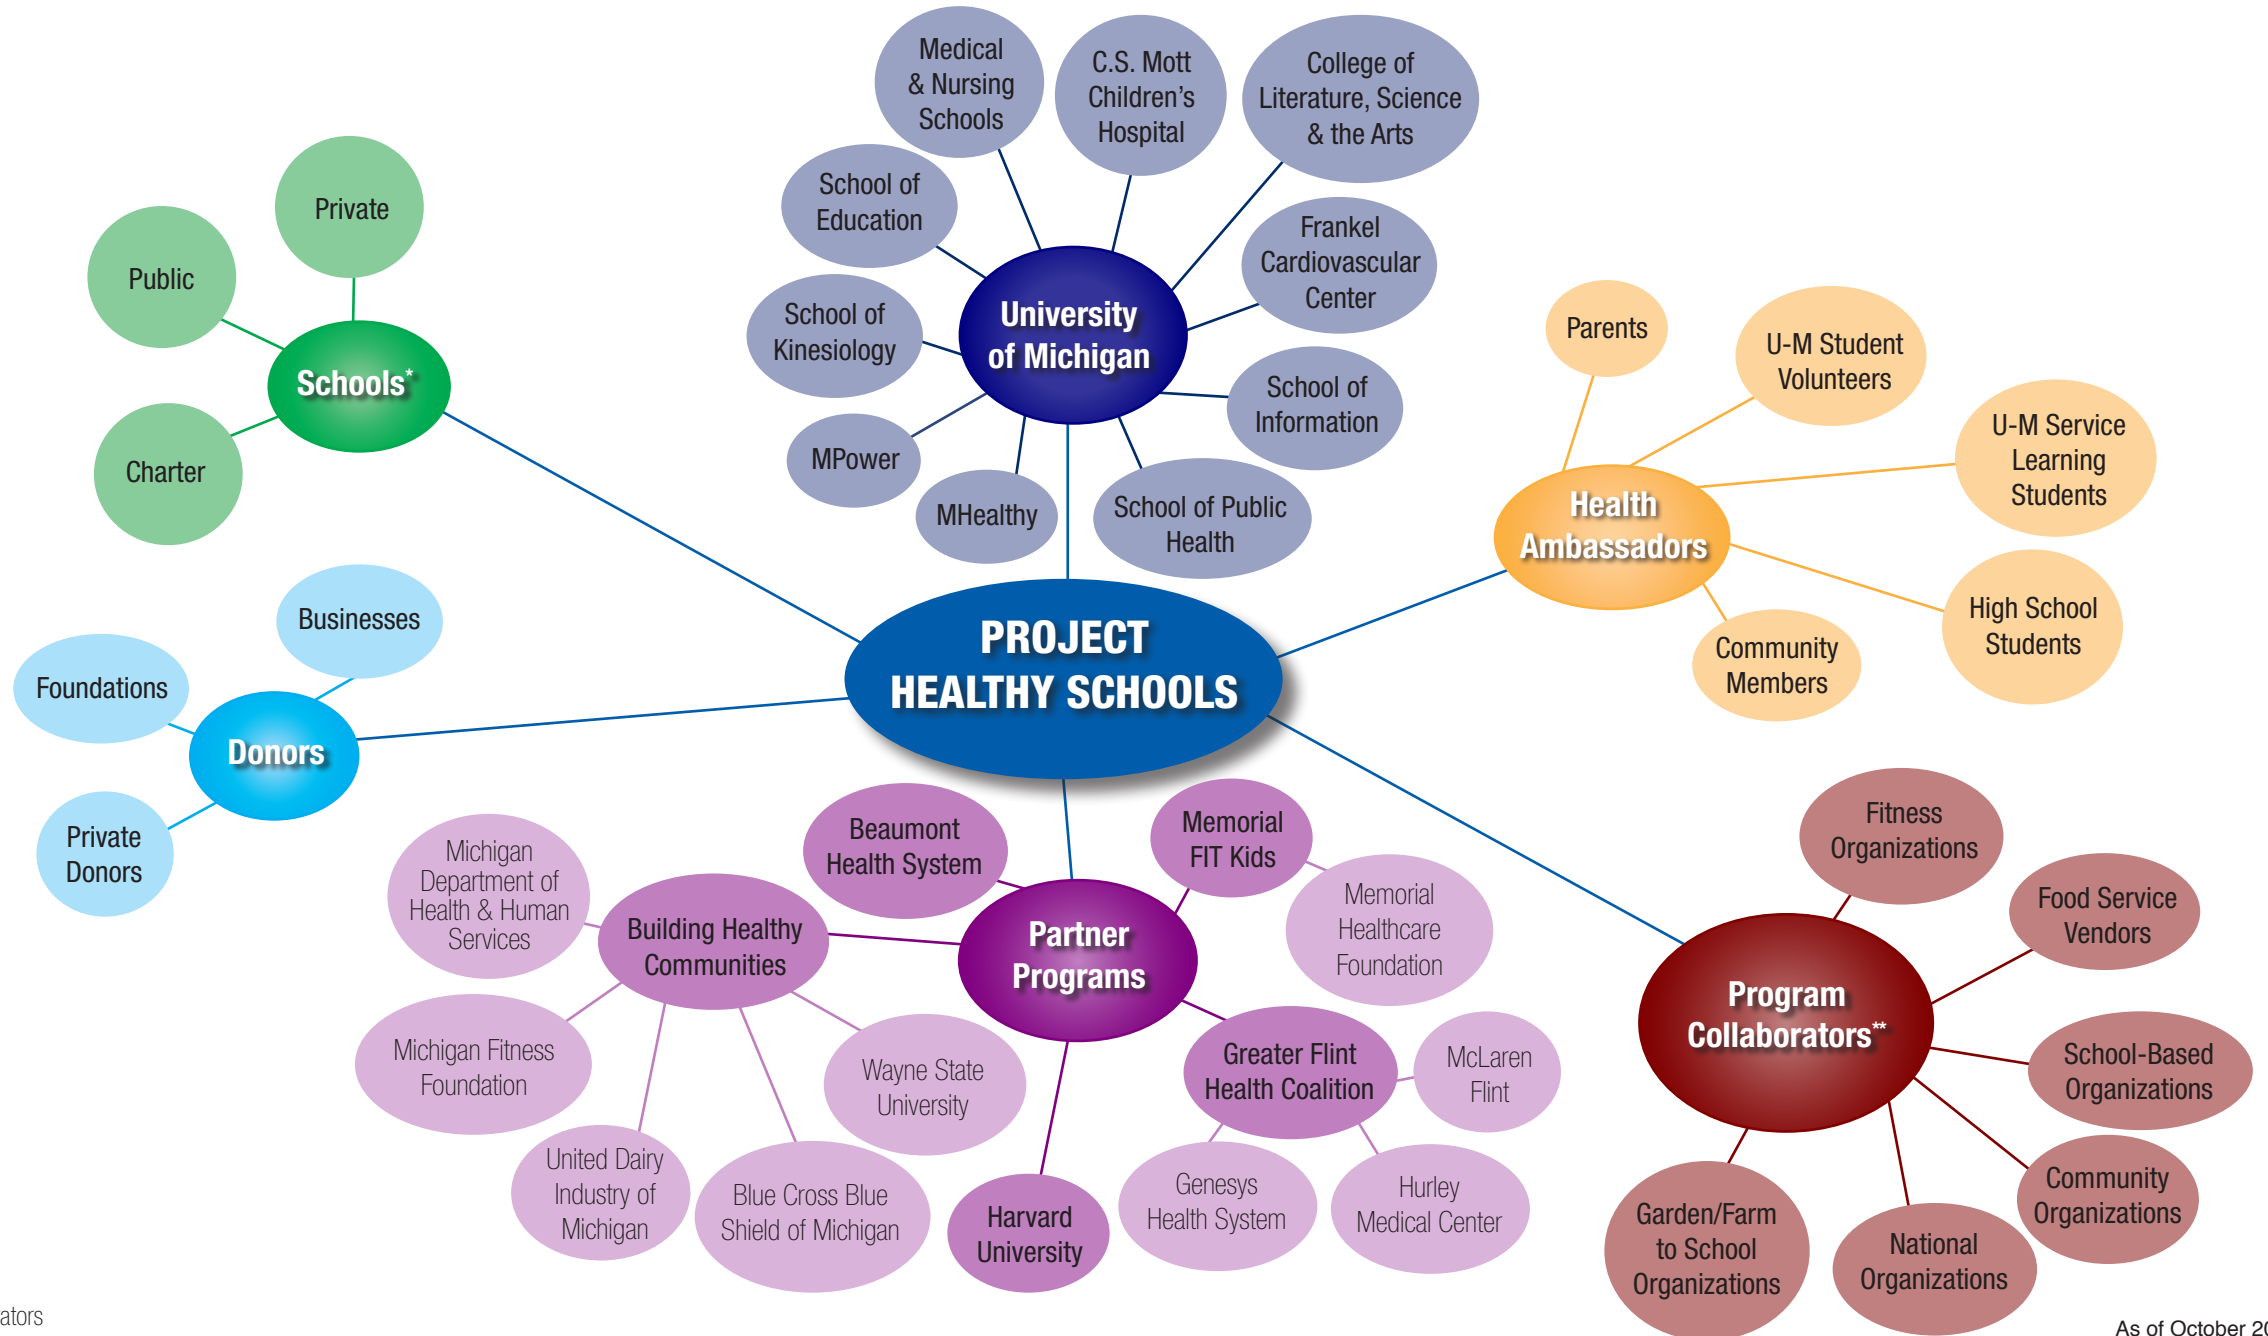 Medical
& Nursing
Schools
C.S. Mott
Children's
Hospital
College of
Literature, Science
& the Arts
School of
Education
Frankel
Cardiovascular
Center
School of
Kinesiology
University
of Michigan
School of
Information
MPower
MHealthy
School of Public
Health
Private
Public
Schools*
Charter
Parents
U-M Student
Volunteers
U-M Service
Learning
Students
Health
Ambassadors
High School
Students
Community
Members
Businesses
Foundations
Donors
Private
Donors
PROJECT
HEALTHY SCHOOLS
Beaumont
Health System
Memorial
FIT Kids
Memorial
Healthcare
Foundation
Michigan
Department of
Health & Human
Services
Building Healthy
Communities
Partner
Programs
Michigan Fitness
Foundation
Wayne State
University
United Dairy
Industry of
Michigan
Blue Cross Blue
Shield of Michigan
Harvard
University
Greater Flint
Health Coalition
McLaren
Flint
Genesys
Health System
Hurley
Medical Center
Fitness
Organizations
Food Service
Vendors
Program
Collaborators**
School-Based
Organizations
Community
Organizations
National
Organizations
Garden/Farm
to School
Organizations
As of October